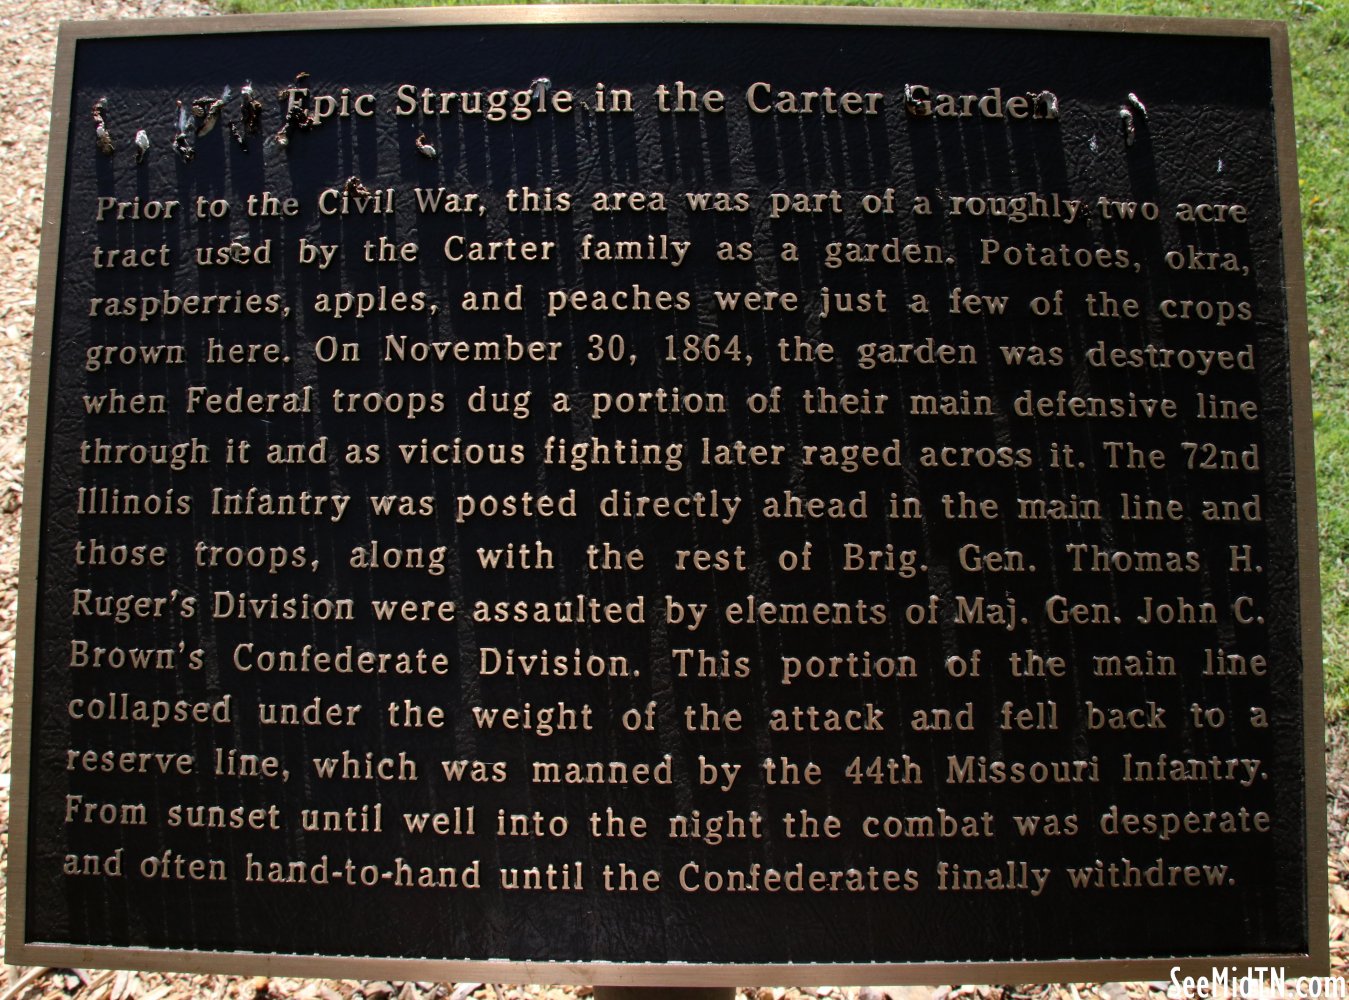 Epic Struggle in the Carter Garden
Prior to the Civil War, this area was part of a roughly two acre
tract used by the Carter family as a garden. Potatoes, okra,
raspberries, apples, and peaches were just a few of the crops
grown here. On November 30, 1864, the garden was destroyed
when Federal troops dug a portion of their main defensive line
through it and as vicious fighting later raged across it. The 72nd
Illinois Infantry was posted directly ahead in the main line and
those troops, along with the rest of Brig. Gen. Thomas H.
Ruger's Division were assaulted by elements of Maj. Gen. John C.
Brown's Confederate Division. This portion of the main line
collapsed under the weight of the attack and fell back to a
reserve line, which was manned by the 44th Missouri Infantry.
From sunset until well into the night the combat was desperate
and often hand-to-hand until the Confederates finally withdrew.
SeeMidTN.com